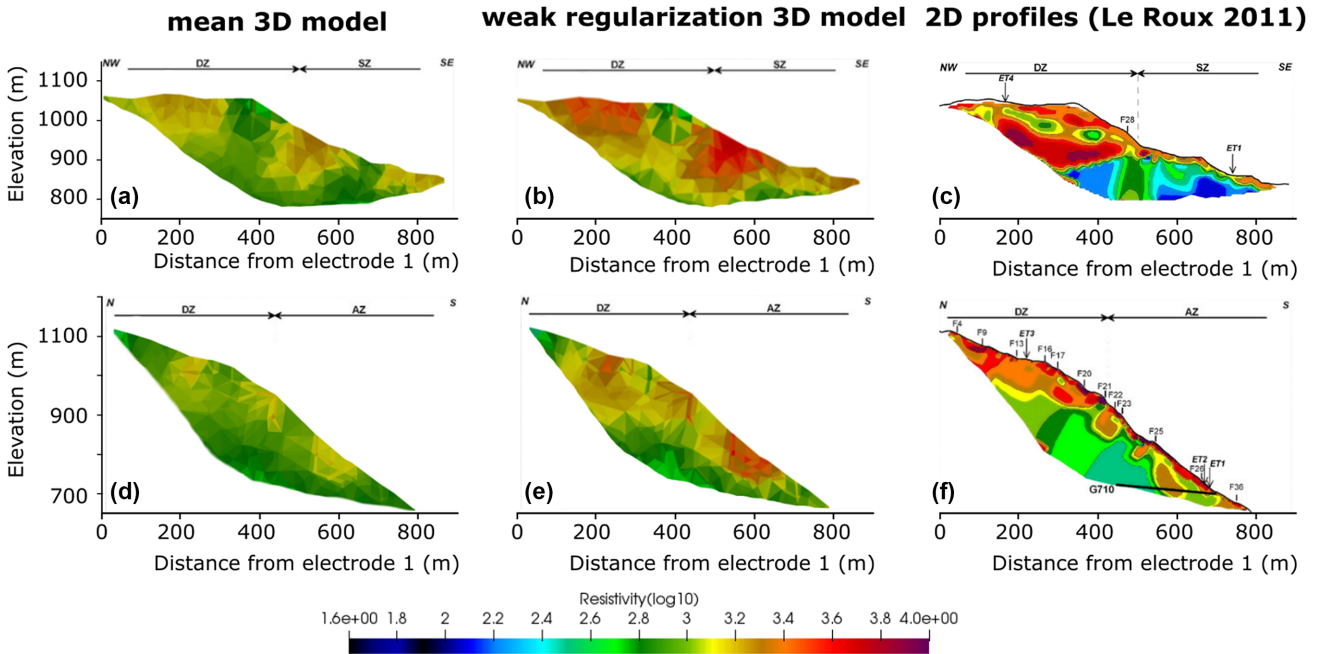 mean 3D model
weak regularization 3D model
2D profiles (Le Roux 2011)
Elevation (m)
1100
1000
900
800
NW
DZ
SZ
SE
(a)
0 200 400 600 800
Distance from electrode 1 (m)
NW
DZ
SZ
SE
(b)
0 200 400 600 800
Distance from electrode 1 (m)
NW
DZ
SZ
SE
ET4
F28
ET1
(c)
0 200 400 600 800
Distance from electrode 1 (m)
Elevation (m)
1100
900
700
N
DZ
AZ
S
(d)
0 200 400 600 800
Distance from electrode 1 (m)
N
DZ
AZ
S
(e)
0 200 400 600 800
Distance from electrode 1 (m)
N
DZ
AZ
S
F4
F9
F13
ET3
F16
F17
F20
F21
F22
F23
F25
ET2
ET1
F26
G710
F36
(f)
0 200 400 600 800
Distance from electrode 1 (m)
Resistivity(log10)
1.6e+00 1.8 2 2.2 2.4 2.6 2.8 3 3.2 3.4 3.6 3.8 4.0e+00